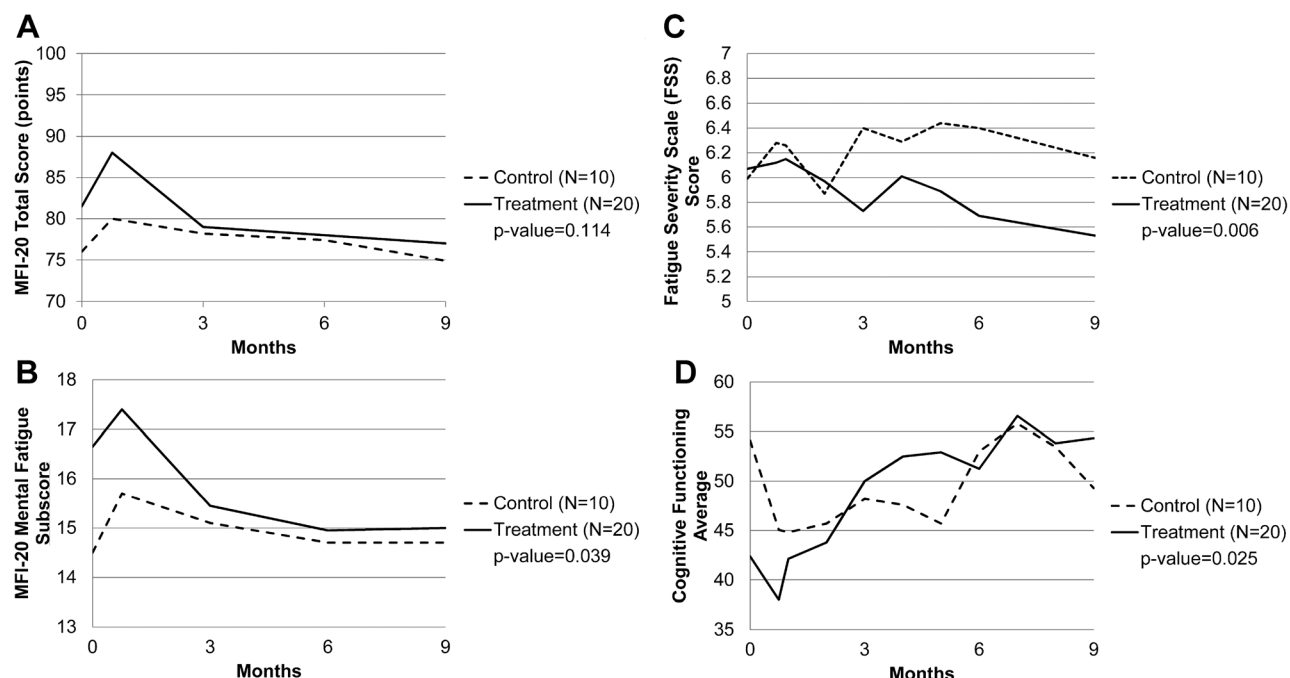 A
MFI-20 Total Score (points)
100
95
90
85
80
75
70
0 3 6 9
Months
Control (N=10)
Treatment (N=20)
p-value=0.114
C
Fatigue Severity Scale (FSS)
Score
7
6.8
6.6
6.4
6.2
6
5.8
5.6
5.4
5.2
5
0 3 6 9
Months
Control (N=10)
Treatment (N=20)
p-value=0.006
B
MFI-20 Mental Fatigue
Subscore
18
17
16
15
14
13
0 3 6 9
Months
Control (N=10)
Treatment (N=20)
p-value=0.039
D
Cognitive Functioning
Average
60
55
50
45
40
35
0 3 6 9
Months
Control (N=10)
Treatment (N=20)
p-value=0.025